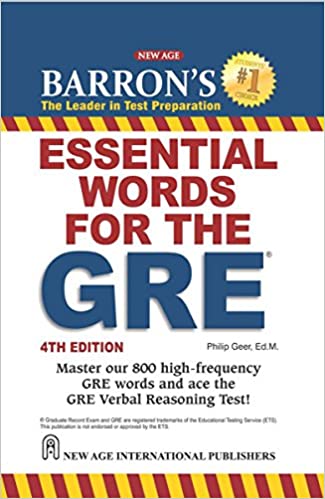 NEW AGE
BARRON'S
The Leader in Test Preparation
STUDENTS'
#1
CHOICE
ESSENTIAL
WORDS
FOR THE
GRE®
4TH EDITION
Philip Geer, Ed.M.
Master our 800 high-frequency
GRE words and ace the
GRE Verbal Reasoning Test!
® Graduate Record Exam and GRE are registered trademarks of the Educational Testing Service (ETS).
This publication is not endorsed or approved by the ETS.
NEW AGE INTERNATIONAL PUBLISHERS